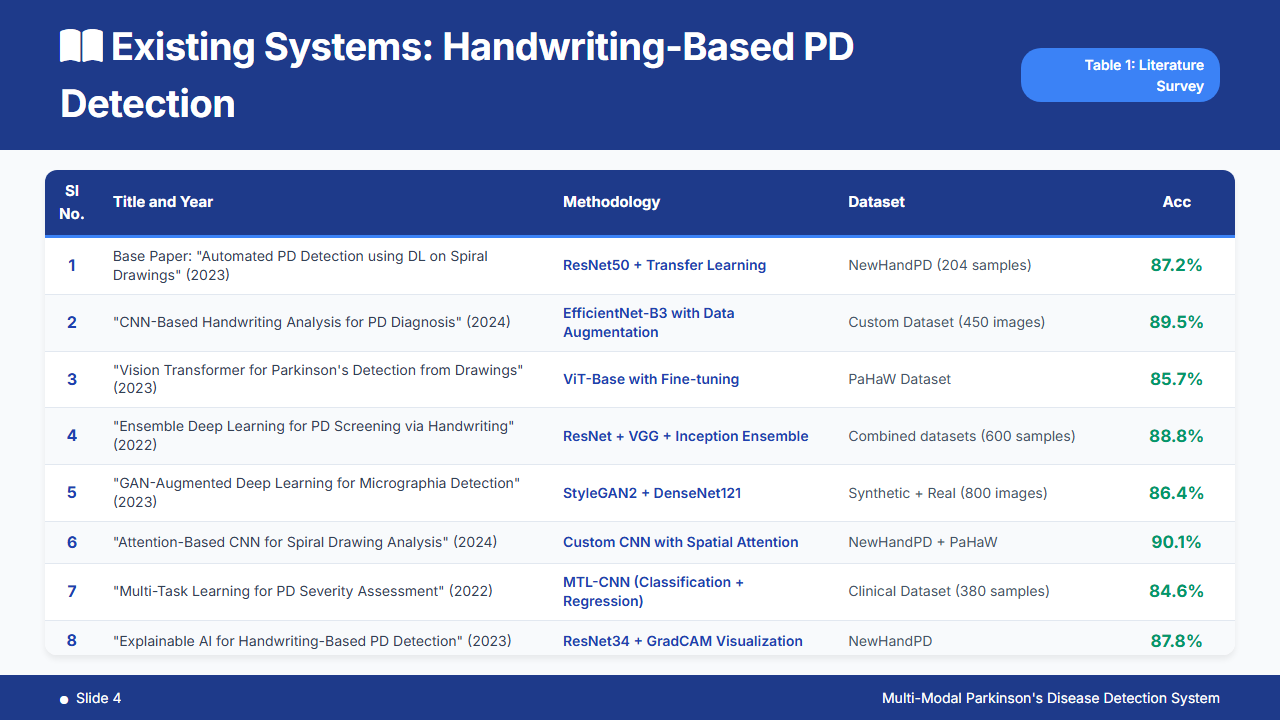 Existing Systems: Handwriting-Based PD
Detection
Table 1: Literature
Survey
Sl
No.
Title and Year
Methodology
Dataset
Acc
1
Base Paper: "Automated PD Detection using DL on Spiral
Drawings" (2023)
ResNet50 + Transfer Learning
NewHandPD (204 samples)
87.2%
2
"CNN-Based Handwriting Analysis for PD Diagnosis" (2024)
EfficientNet-B3 with Data
Augmentation
Custom Dataset (450 images)
89.5%
3
"Vision Transformer for Parkinson's Detection from Drawings"
(2023)
ViT-Base with Fine-tuning
PaHaW Dataset
85.7%
4
"Ensemble Deep Learning for PD Screening via Handwriting"
(2022)
ResNet + VGG + Inception Ensemble
Combined datasets (600 samples)
88.8%
5
"GAN-Augmented Deep Learning for Micrographia Detection"
(2023)
StyleGAN2 + DenseNet121
Synthetic + Real (800 images)
86.4%
6
"Attention-Based CNN for Spiral Drawing Analysis" (2024)
Custom CNN with Spatial Attention
NewHandPD + PaHaW
90.1%
7
"Multi-Task Learning for PD Severity Assessment" (2022)
MTL-CNN (Classification +
Regression)
Clinical Dataset (380 samples)
84.6%
8
"Explainable AI for Handwriting-Based PD Detection" (2023)
ResNet34 + GradCAM Visualization
NewHandPD
87.8%
Slide 4
Multi-Modal Parkinson's Disease Detection System